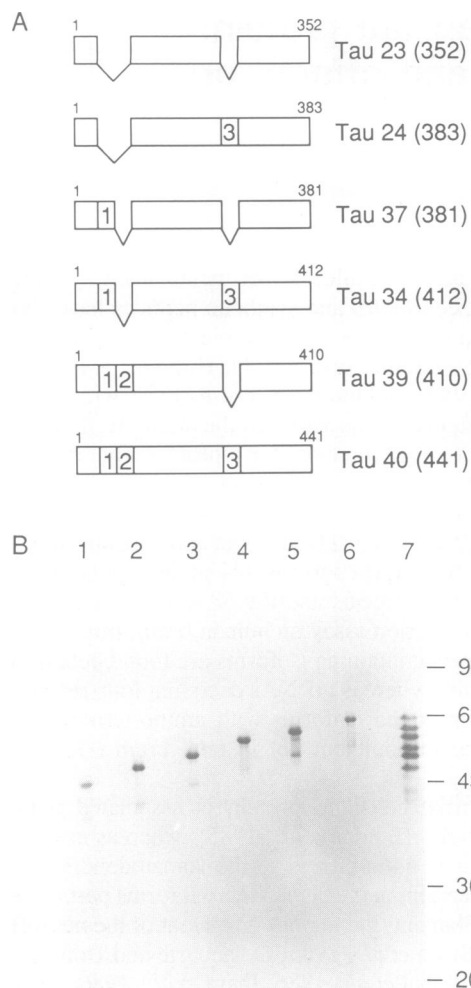 A
1 352
Tau 23 (352)
1 383
3 Tau 24 (383)
1 381
1 Tau 37 (381)
1 412
1 3 Tau 34 (412)
1 410
1 2 Tau 39 (410)
1 441
1 2 3 Tau 40 (441)
B 1 2 3 4 5 6 7